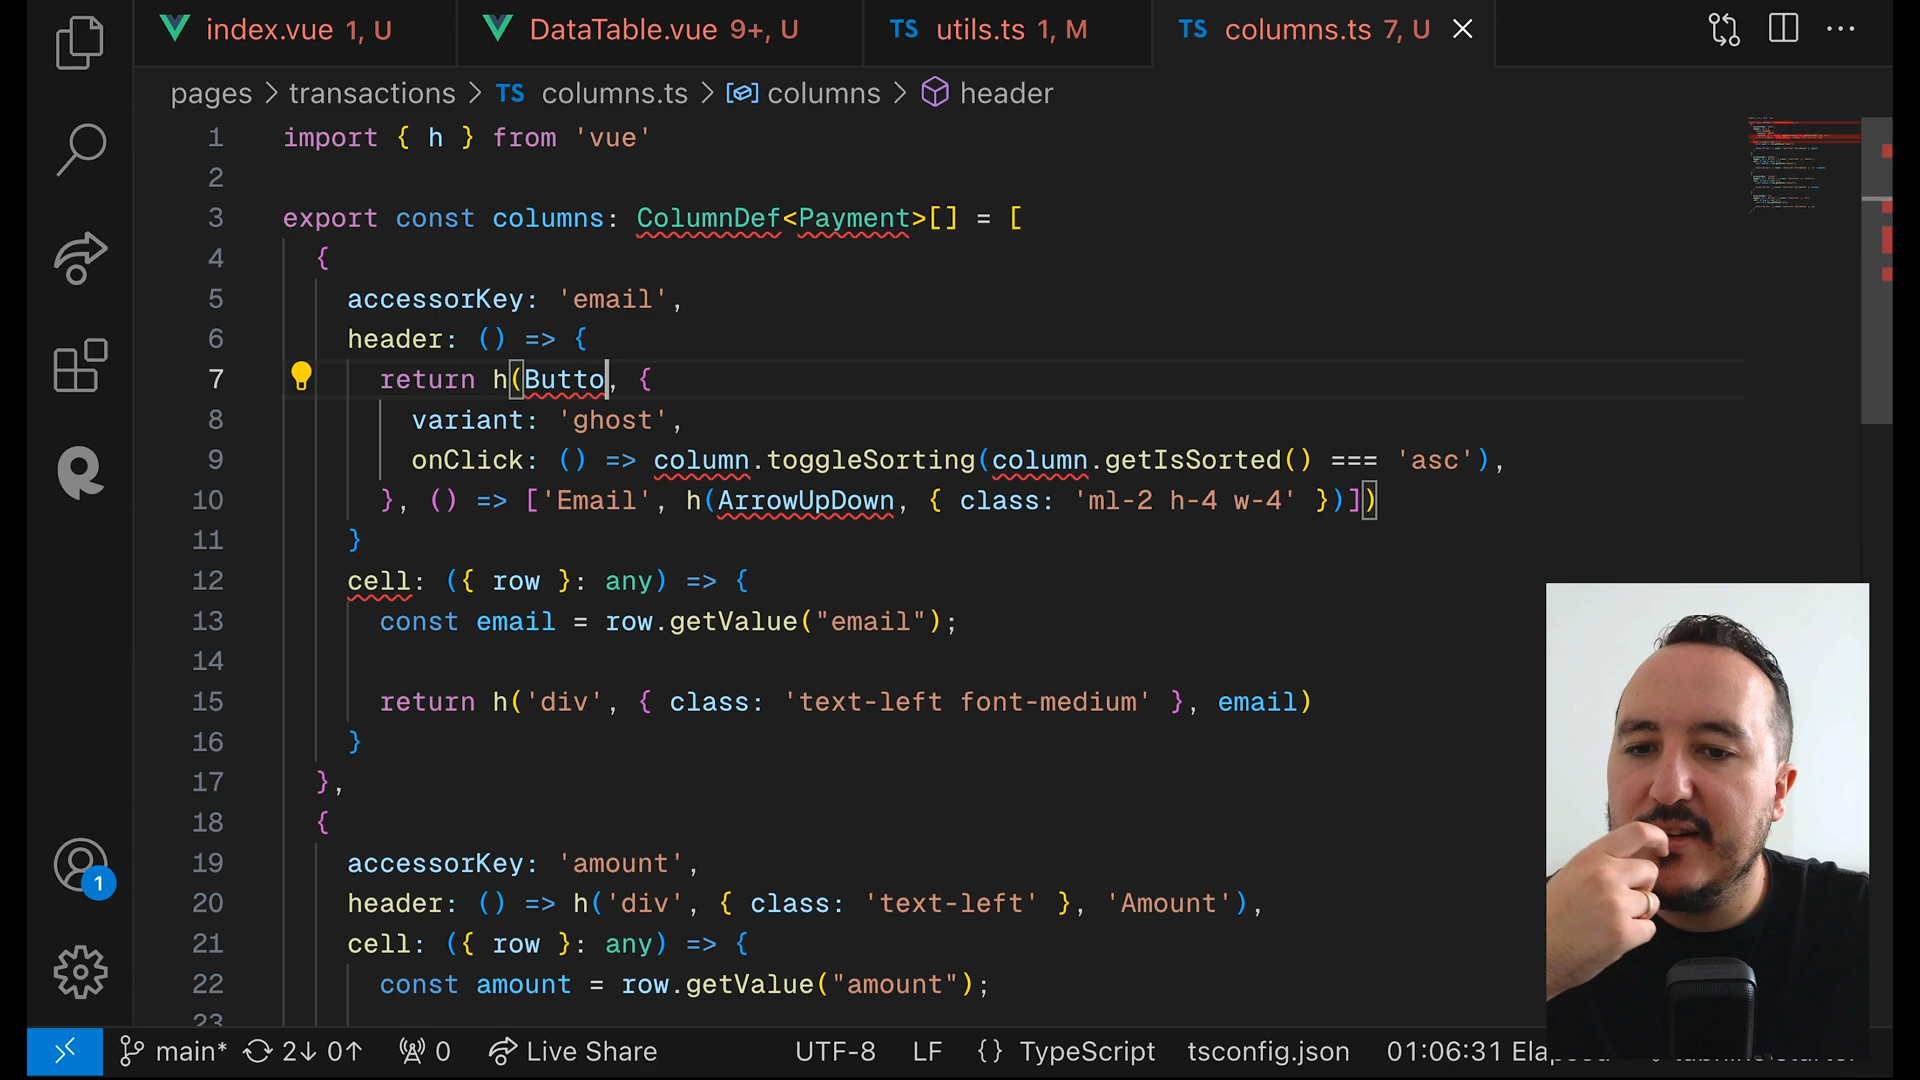 index.vue 1, U
DataTable.vue 9+, U
TS utils.ts 1, M
TS columns.ts 7, U
pages > transactions > TS columns.ts > columns > header
1 import { h } from 'vue'
2
3 export const columns: ColumnDef<Payment>[] = [
4 {
5 accessorKey: 'email',
6 header: () => {
7 return h(Butto, {
8 variant: 'ghost',
9 onClick: () => column.toggleSorting(column.getIsSorted() === 'asc'),
10 }, () => ['Email', h(ArrowUpDown, { class: 'ml-2 h-4 w-4' })])
11 }
12 cell: ({ row }: any) => {
13 const email = row.getValue("email");
14
15 return h('div', { class: 'text-left font-medium' }, email)
16 }
17 },
18 {
19 accessorKey: 'amount',
20 header: () => h('div', { class: 'text-left' }, 'Amount'),
21 cell: ({ row }: any) => {
22 const amount = row.getValue("amount");
23
1
main* 2↓ 0↑ 0 Live Share UTF-8 LF {} TypeScript tsconfig.json 01:06:31